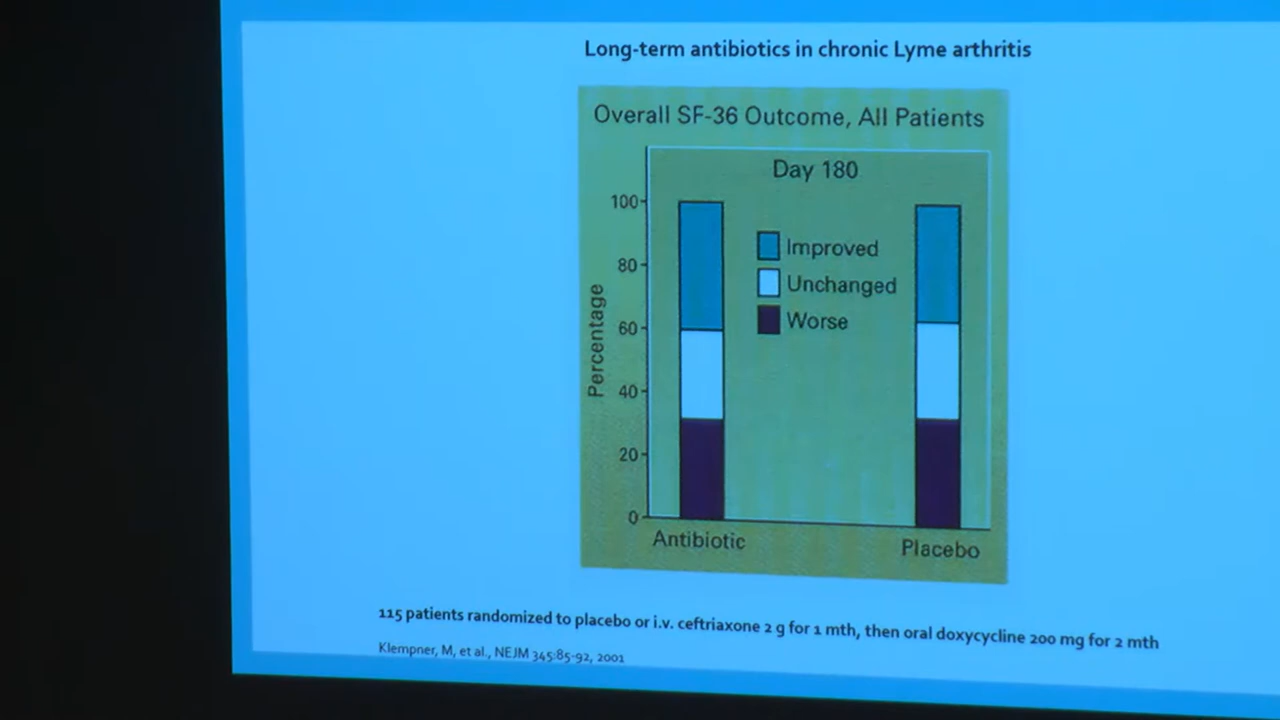 Long-term antibiotics in chronic Lyme arthritis
Overall SF-36 Outcome, All Patients
Day 180
100
80
60
40
20
0
Percentage
Improved
Unchanged
Worse
Antibiotic
Placebo
115 patients randomized to placebo or i.v. ceftriaxone 2 g for 1 mth, then oral doxycycline 200 mg for 2 mth
Klempner, M, et al., NEJM 345:85-92, 2001